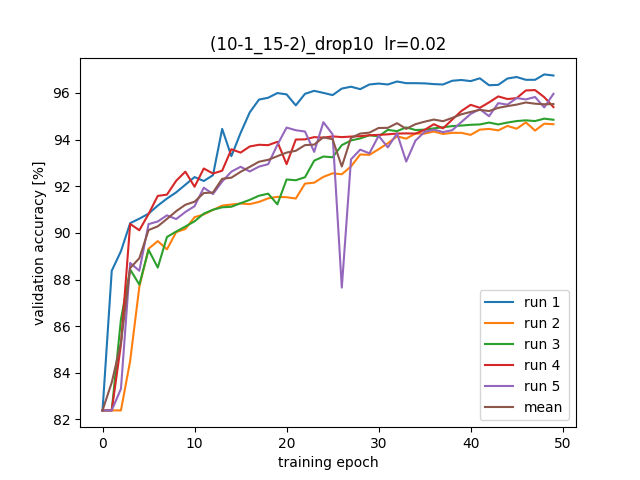 (10-1_15-2)_drop10  lr=0.02
validation accuracy [%]
96
94
92
90
88
86
84
82
0
10
20
30
40
50
training epoch
run 1
run 2
run 3
run 4
run 5
mean